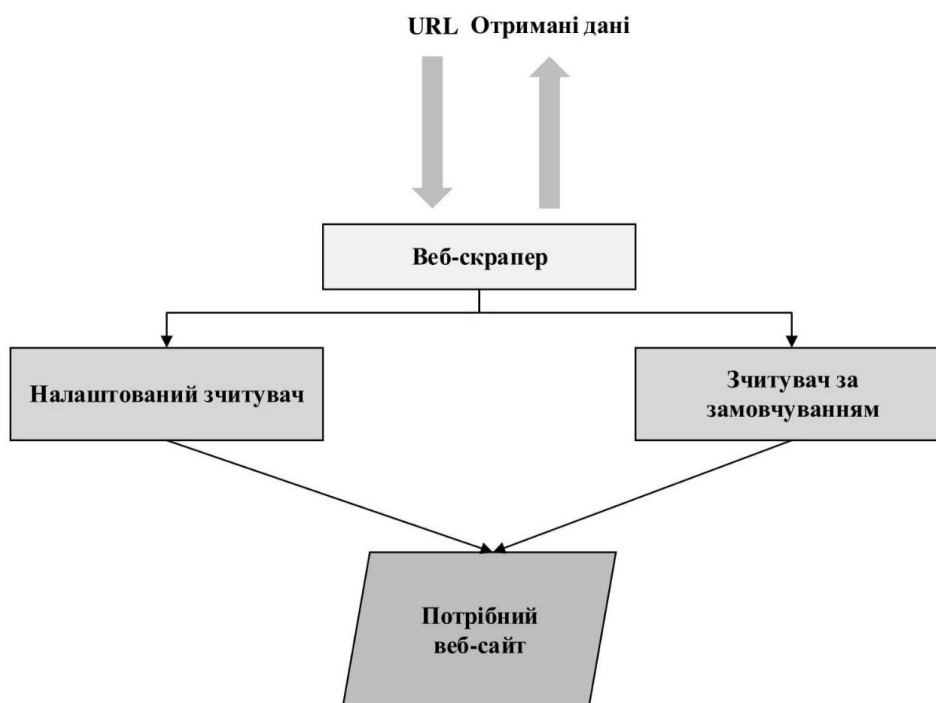 URL Отримані дані
Веб-скрапер
Налаштований зчитувач
Зчитувач за
замовчуванням
Потрібний
веб-сайт